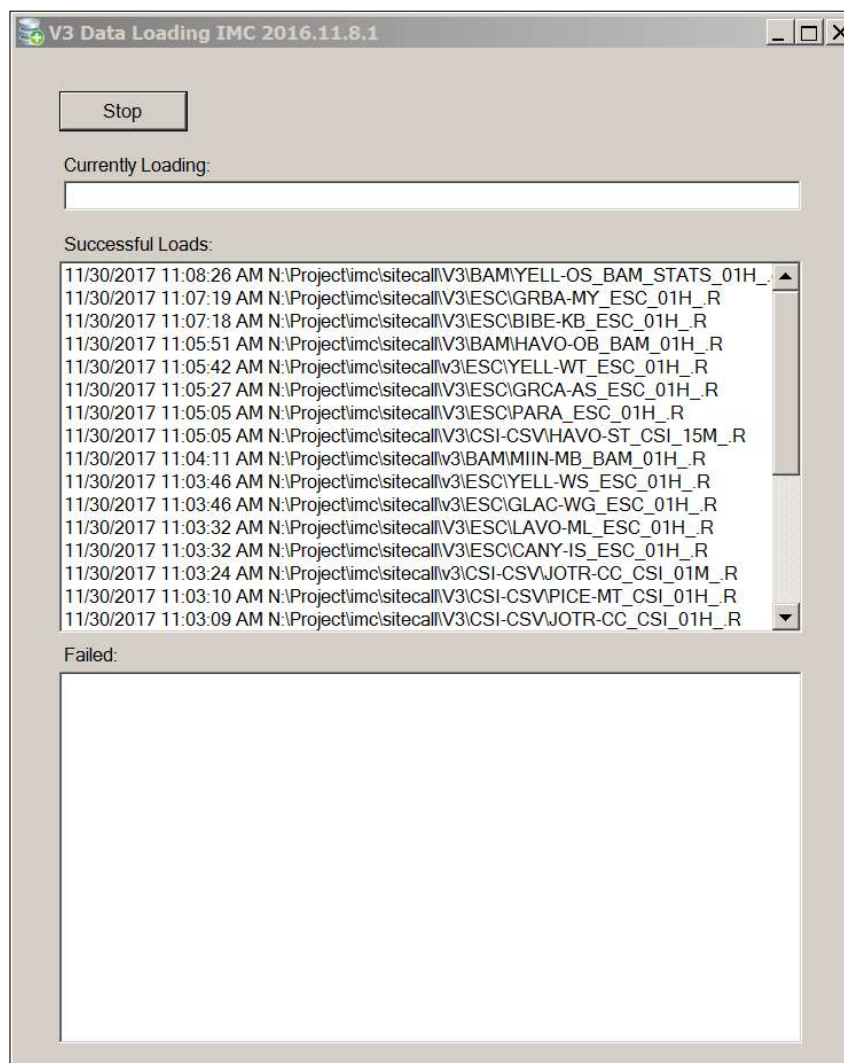 V3 Data Loading IMC 2016.11.8.1
Stop
Currently Loading:
Successful Loads:
11/30/2017 11:08:26 AM N:\Project\imc\sitecall\V3\BAM\YELL-OS_BAM_STATS_01H_.
11/30/2017 11:07:19 AM N:\Project\imc\sitecall\V3\ESC\GRBA-MY_ESC_01H_.R
11/30/2017 11:07:18 AM N:\Project\imc\sitecall\V3\ESC\BIBE-KB_ESC_01H_.R
11/30/2017 11:05:51 AM N:\Project\imc\sitecall\V3\BAM\HAVO-OB_BAM_01H_.R
11/30/2017 11:05:42 AM N:\Project\imc\sitecall\v3\ESC\YELL-WT_ESC_01H_.R
11/30/2017 11:05:27 AM N:\Project\imc\sitecall\V3\ESC\GRCA-AS_ESC_01H_.R
11/30/2017 11:05:05 AM N:\Project\imc\sitecall\V3\ESC\PARA_ESC_01H_.R
11/30/2017 11:05:05 AM N:\Project\imc\sitecall\V3\CSI-CSV\HAVO-ST_CSI_15M_.R
11/30/2017 11:04:11 AM N:\Project\imc\sitecall\v3\BAM\MIIN-MB_BAM_01H_.R
11/30/2017 11:03:46 AM N:\Project\imc\sitecall\v3\ESC\YELL-WS_ESC_01H_.R
11/30/2017 11:03:46 AM N:\Project\imc\sitecall\v3\ESC\GLAC-WG_ESC_01H_.R
11/30/2017 11:03:32 AM N:\Project\imc\sitecall\V3\ESC\LAVO-ML_ESC_01H_.R
11/30/2017 11:03:32 AM N:\Project\imc\sitecall\V3\ESC\CANY-IS_ESC_01H_.R
11/30/2017 11:03:24 AM N:\Project\imc\sitecall\v3\CSI-CSV\JOTR-CC_CSI_01M_.R
11/30/2017 11:03:10 AM N:\Project\imc\sitecall\V3\CSI-CSV\PICE-MT_CSI_01H_.R
11/30/2017 11:03:09 AM N:\Project\imc\sitecall\V3\CSI-CSV\JOTR-CC_CSI_01H_.R
Failed: